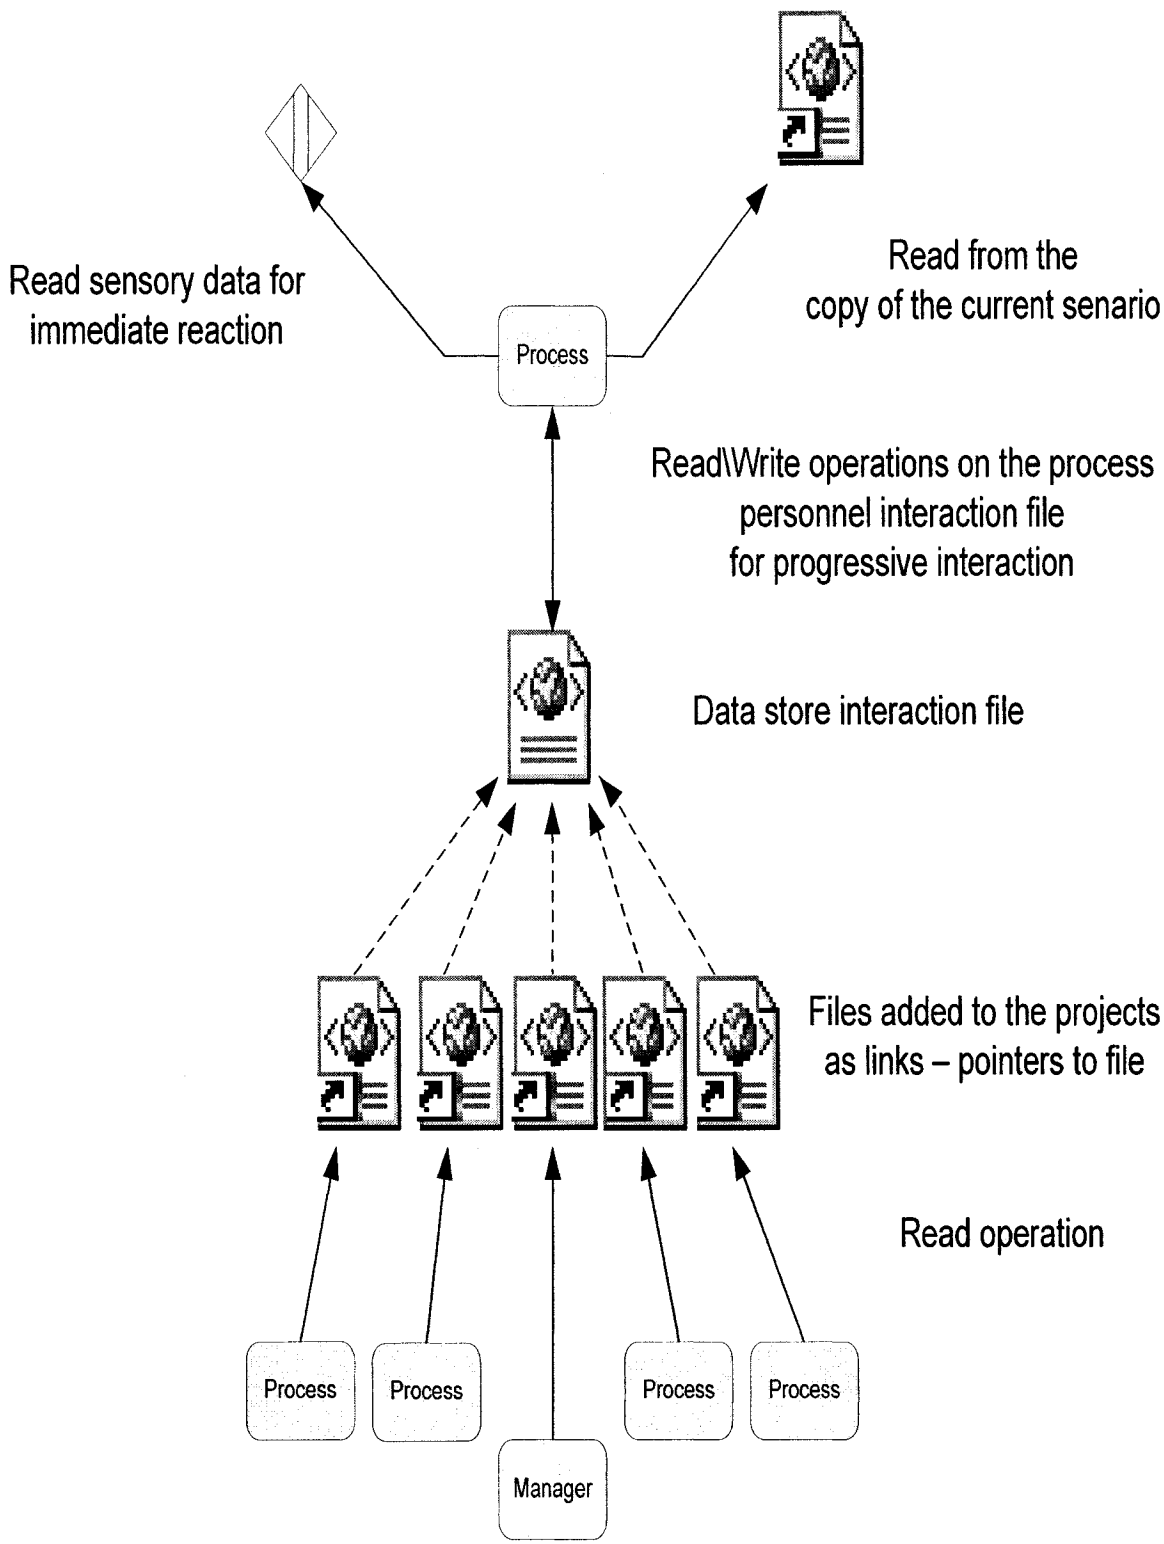 Read sensory data for
immediate reaction
Read from the
copy of the current senario
Process
Read\Write operations on the process
personnel interaction file
for progressive interaction
Data store interaction file
Files added to the projects
as links – pointers to file
Read operation
Process
Process
Process
Process
Manager